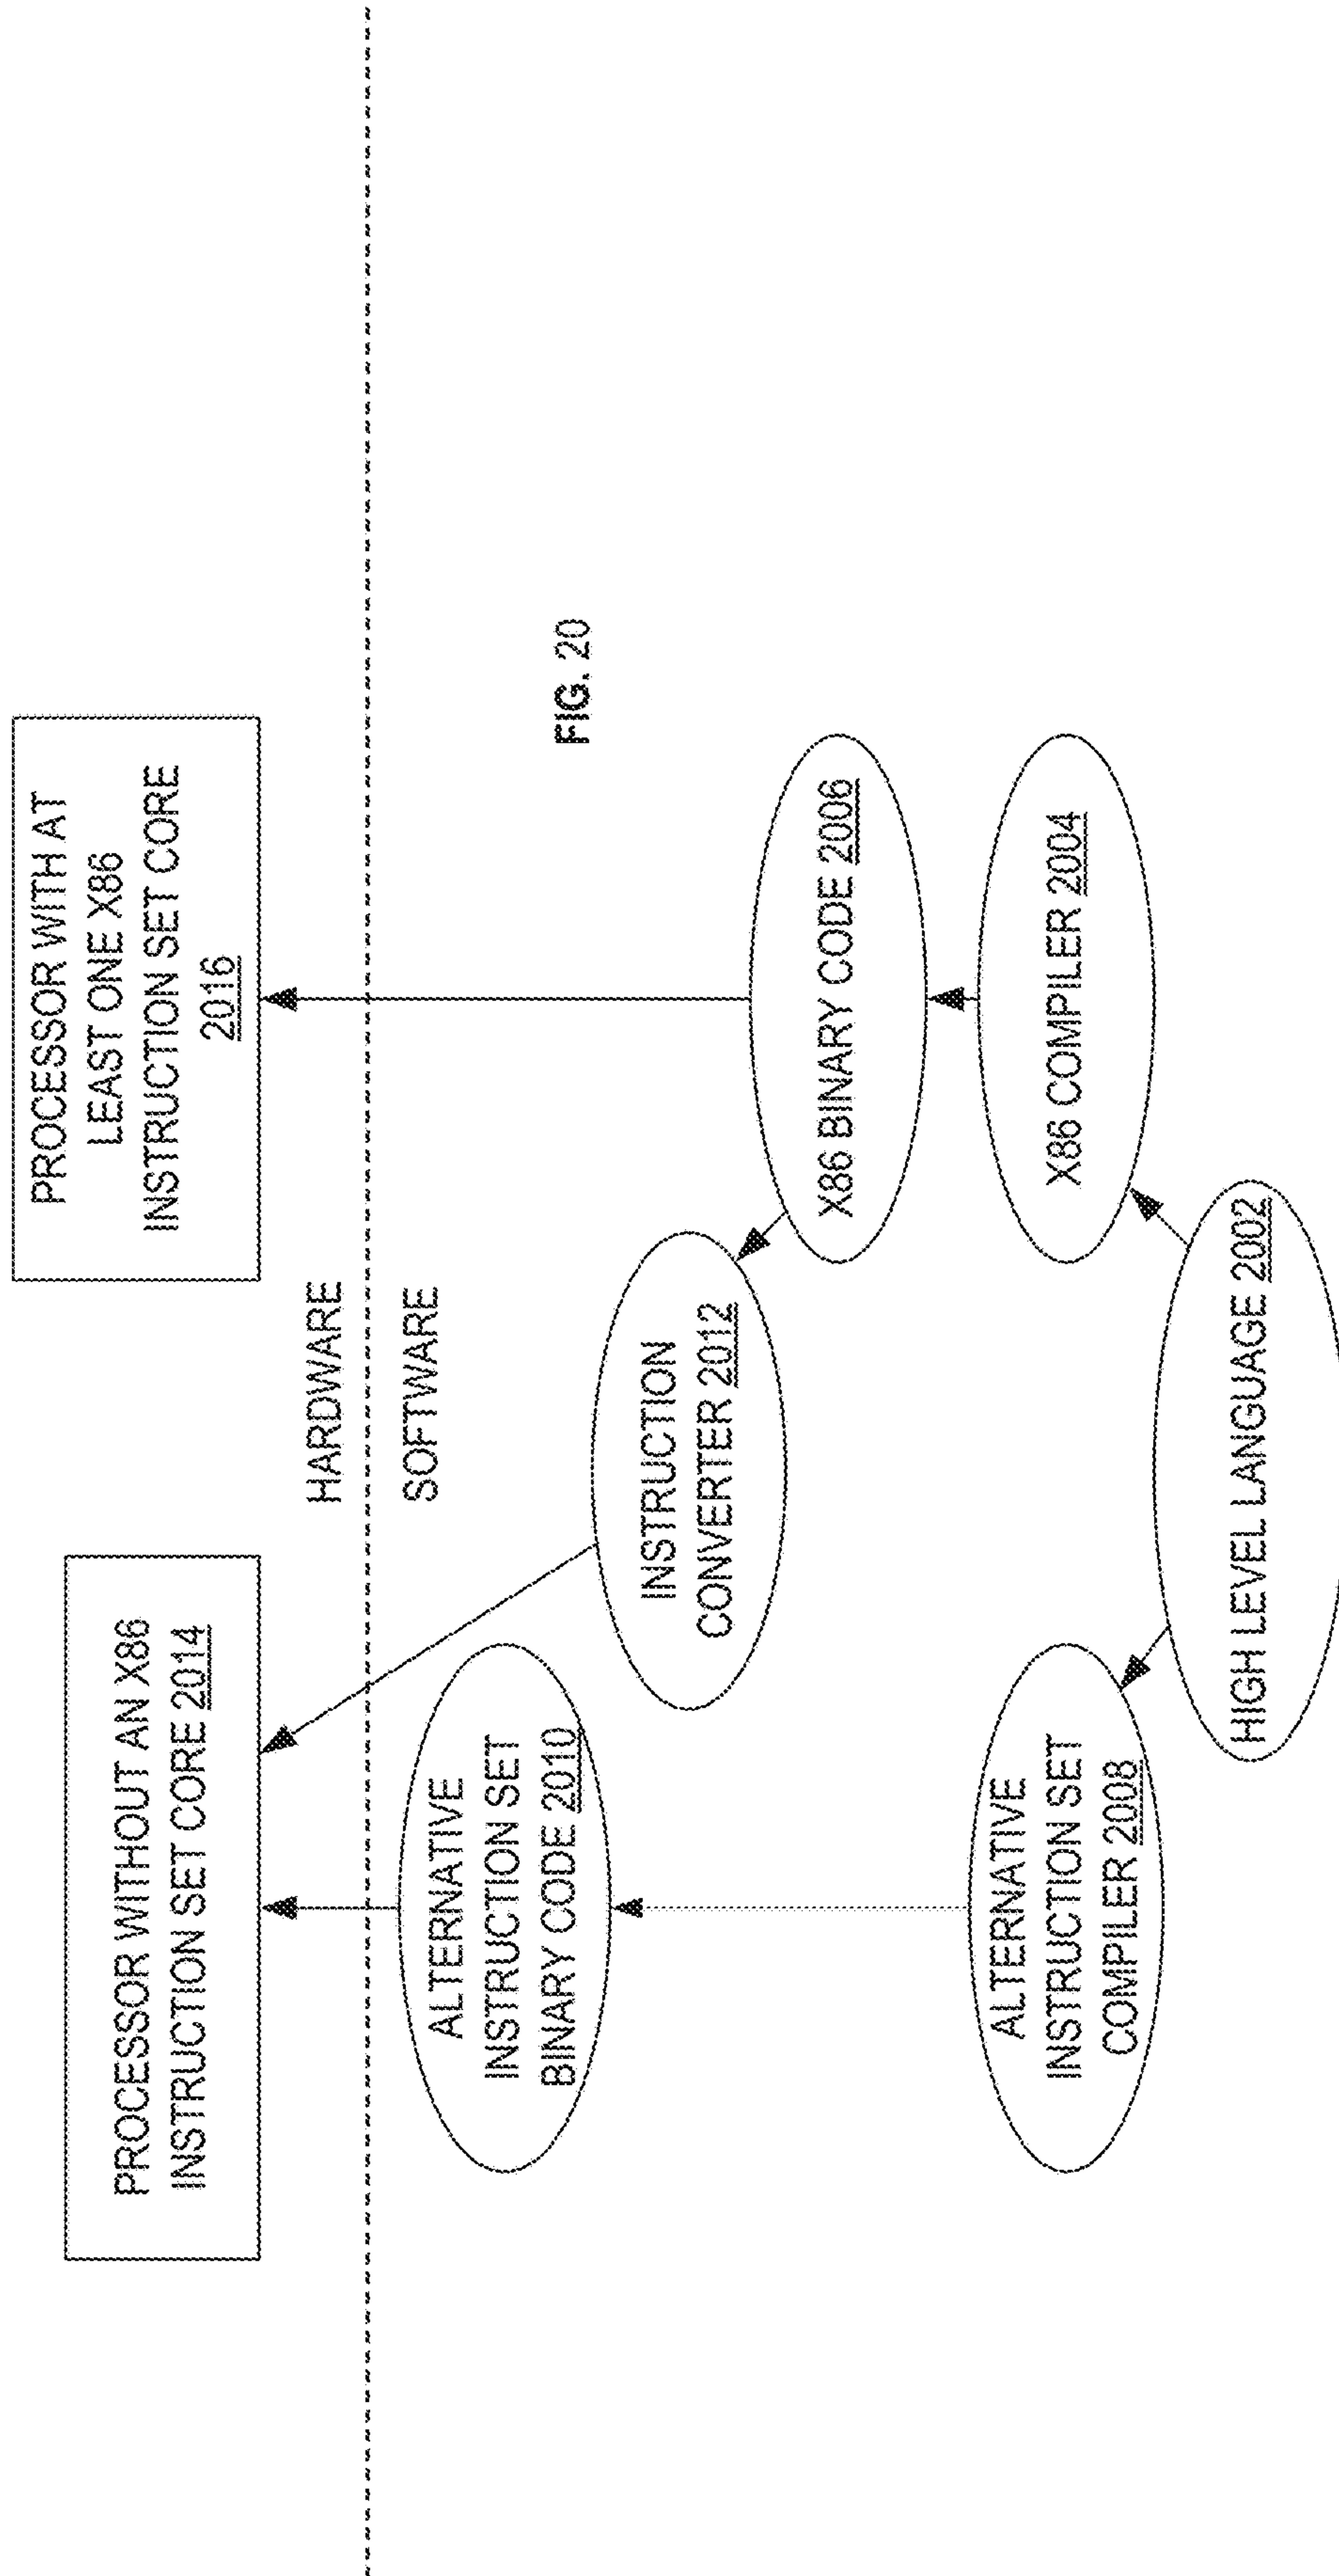 PROCESSOR WITHOUT AN X86
INSTRUCTION SET CORE 2014
PROCESSOR WITH AT
LEAST ONE X86
INSTRUCTION SET CORE
2016
HARDWARE
SOFTWARE
ALTERNATIVE
INSTRUCTION SET
BINARY CODE 2010
INSTRUCTION
CONVERTER 2012
FIG. 20
X86 BINARY CODE 2006
ALTERNATIVE
INSTRUCTION SET
COMPILER 2008
X86 COMPILER 2004
HIGH LEVEL LANGUAGE 2002